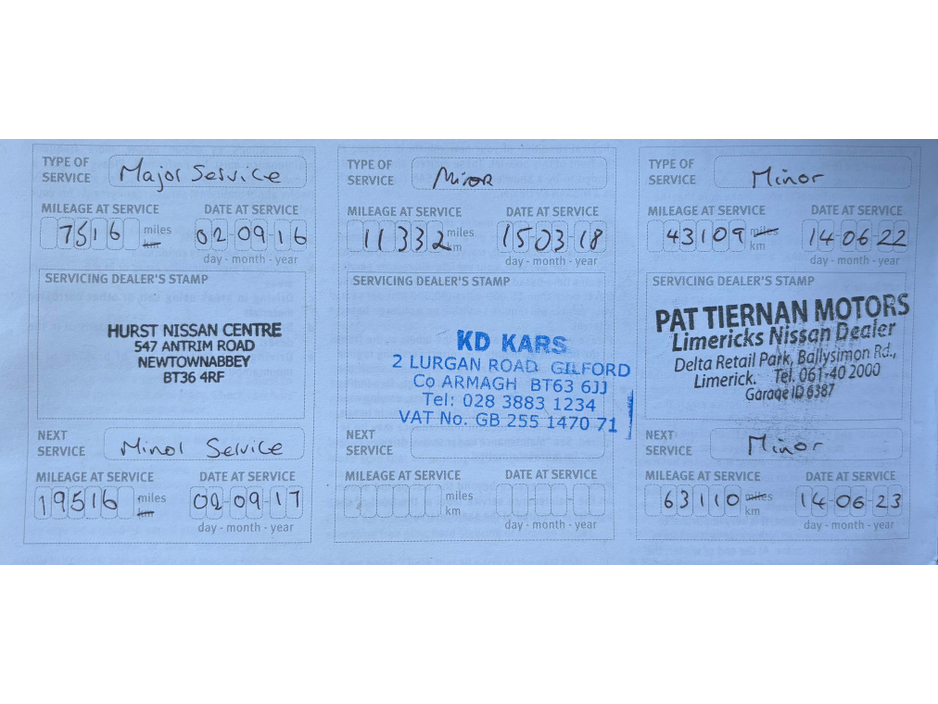 TYPE OF
SERVICE Major Service
MILEAGE AT SERVICE DATE AT SERVICE
7516 miles km 02-09-16
day - month - year
SERVICING DEALER'S STAMP
HURST NISSAN CENTRE
547 ANTRIM ROAD
NEWTOWNABBEY
BT36 4RF
NEXT
SERVICE Minor Service
MILEAGE AT SERVICE DATE AT SERVICE
19516 miles km 02-09-17
day - month - year
TYPE OF
SERVICE Minor
MILEAGE AT SERVICE DATE AT SERVICE
11332 miles km 15-03-18
day - month - year
SERVICING DEALER'S STAMP
KD KARS
2 LURGAN ROAD GILFORD
Co ARMAGH BT63 6JJ
Tel: 028 3883 1234
VAT No. GB 255 1470 71
NEXT
SERVICE
MILEAGE AT SERVICE DATE AT SERVICE
miles km
day - month - year
TYPE OF
SERVICE Minor
MILEAGE AT SERVICE DATE AT SERVICE
43109 miles km 14-06-22
day - month - year
SERVICING DEALER'S STAMP
PAT TIERNAN MOTORS
Limericks Nissan Dealer
Delta Retail Park, Ballysimon Rd.,
Limerick. Tel. 061-40 2000
Garage ID 6387
NEXT
SERVICE Minor
MILEAGE AT SERVICE DATE AT SERVICE
63110 miles km 14-06-23
day - month - year